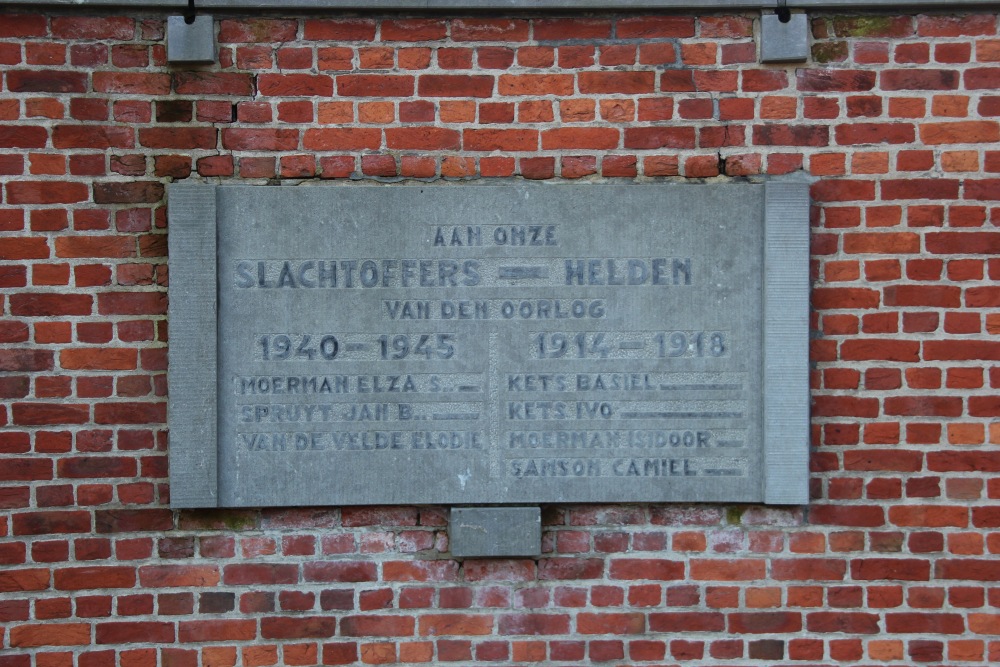 AAN ONZE
SLACHTOFFERS — HELDEN
VAN DEN OORLOG
1940 — 1945
MOERMAN ELZA S. —
SPRUYT JAN B.. —
VAN DE VELDE ELODIE
1914 — 1918
KETS BASIEL —
KETS IVO —
MOERMAN ISIDOOR —
SAMSOM CAMIEL —